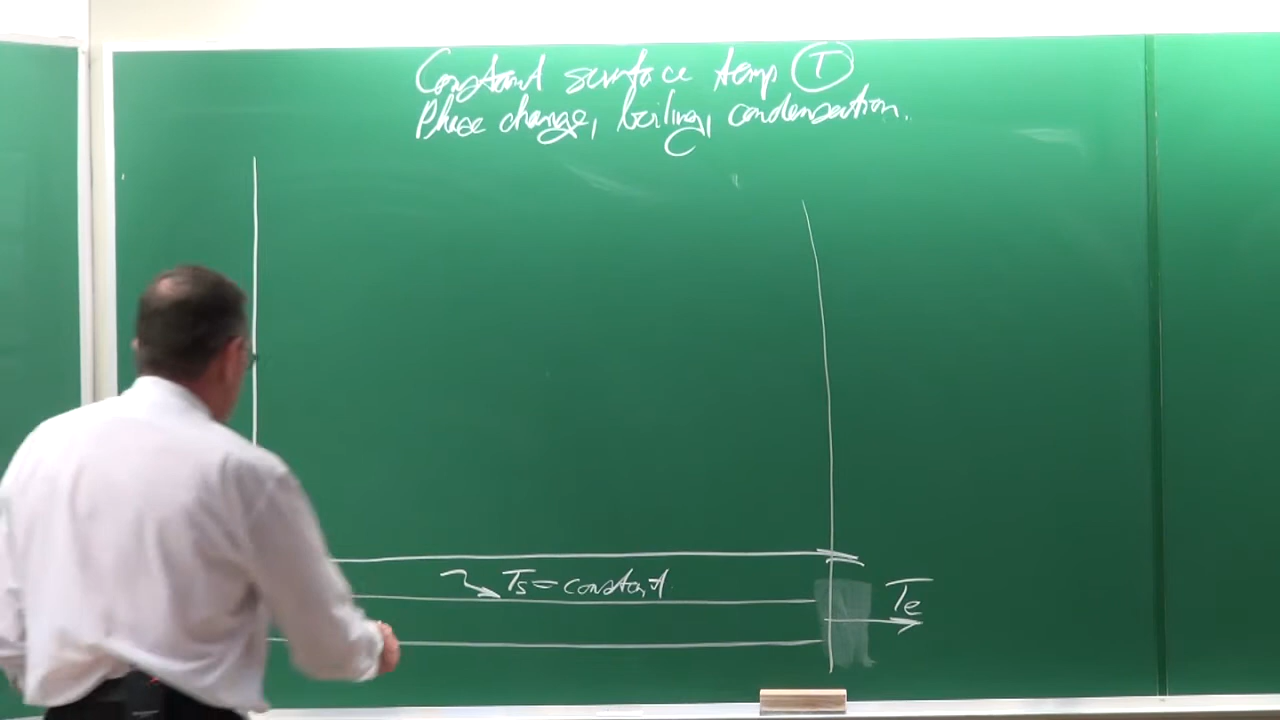 Constant surface temp T
Phase change, boiling, condensation.
Ts = constant
Te